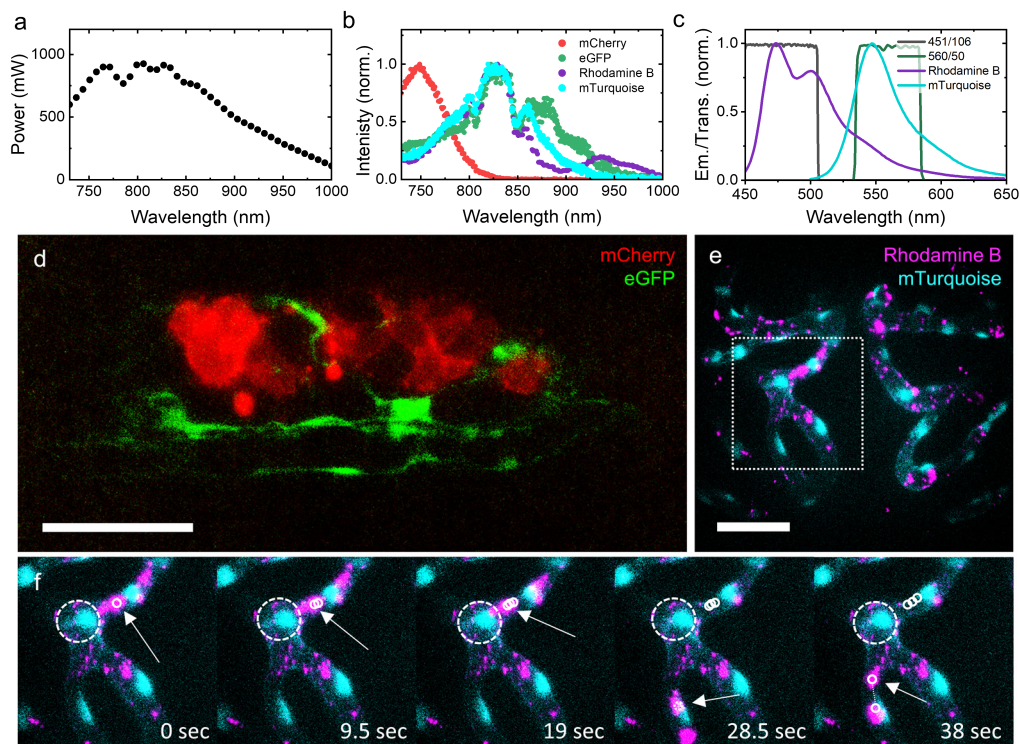 a
Power (mW)
1000
500
0
750
800
850
900
950
1000
Wavelength (nm)
b
Intenisty (norm.)
1.0
0.5
0.0
750
800
850
900
950
1000
Wavelength (nm)
mCherry
eGFP
Rhodamine B
mTurquoise
c
Em./Trans. (norm.)
1.0
0.5
0
450
500
550
600
650
Wavelength (nm)
451/106
560/50
Rhodamine B
mTurquoise
d
mCherry
eGFP
e
Rhodamine B
mTurquoise
f
0 sec
9.5 sec
19 sec
28.5 sec
38 sec